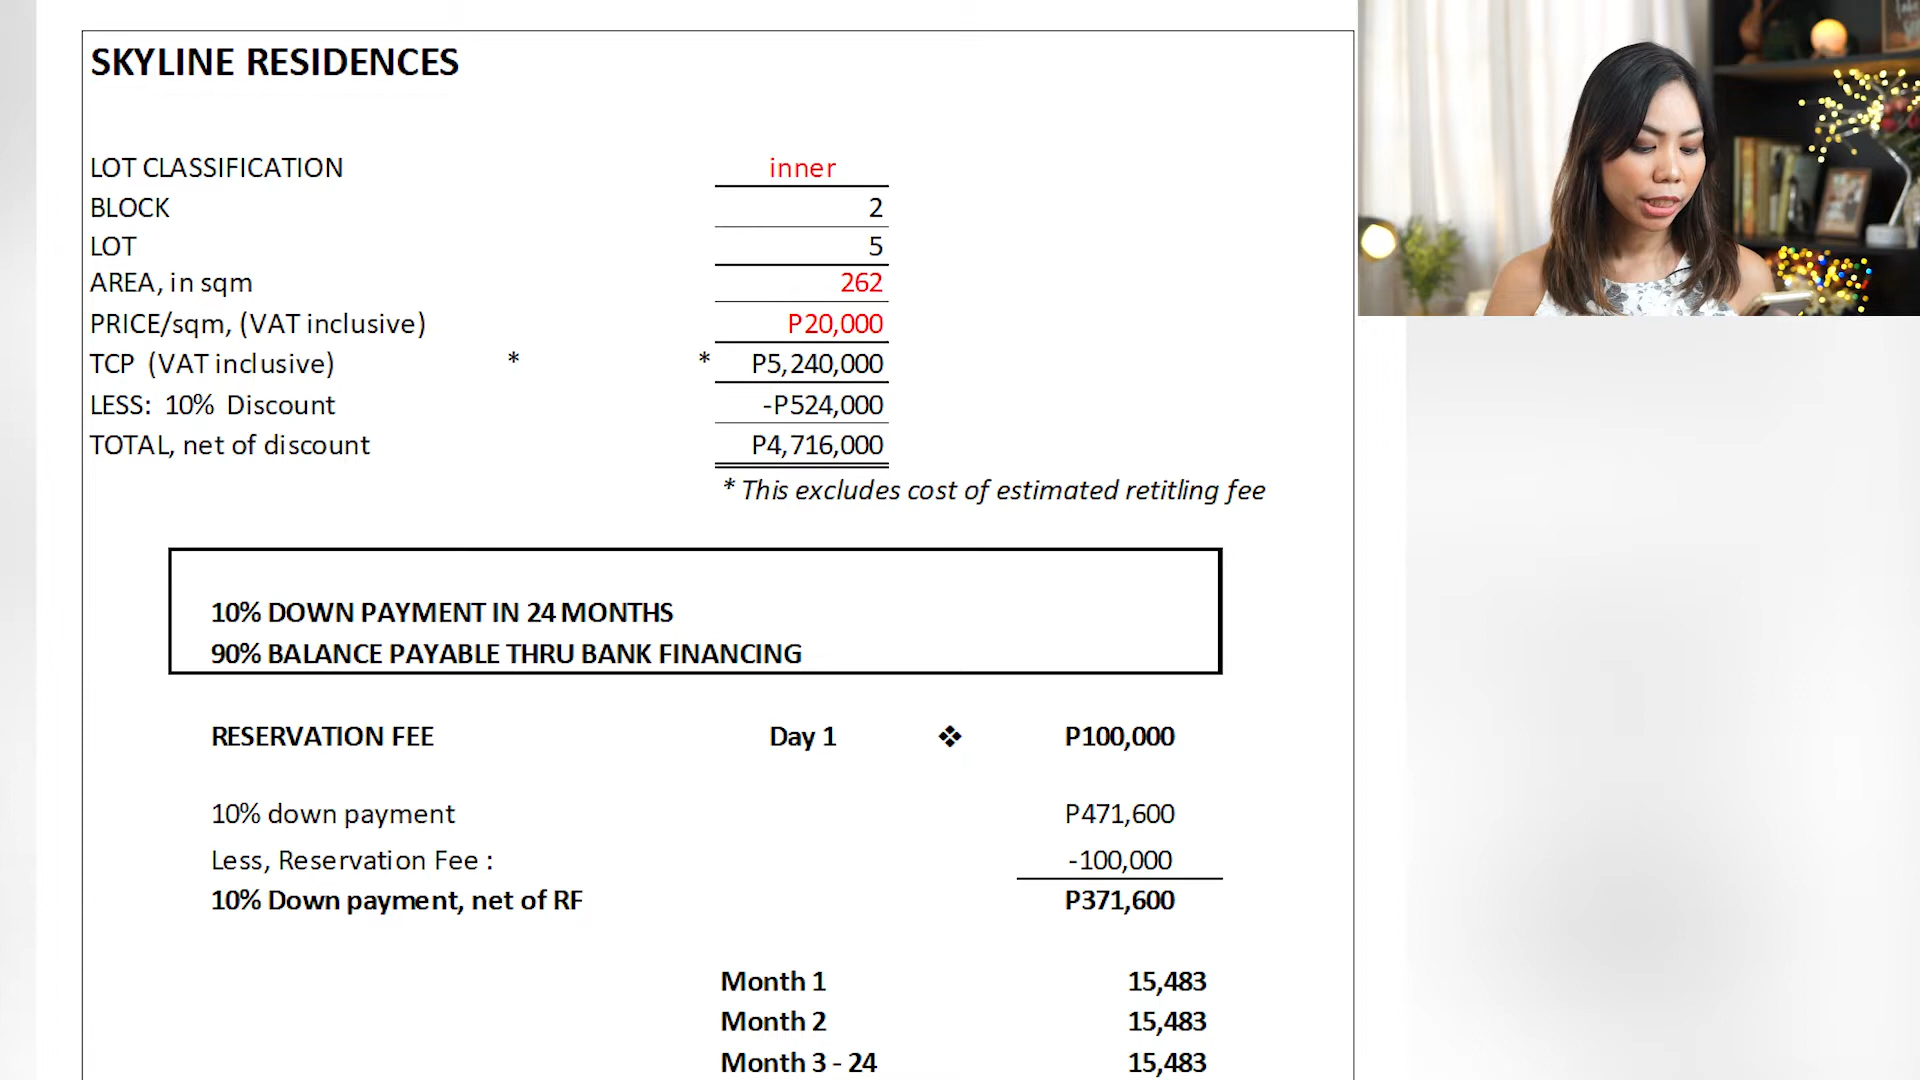 SKYLINE RESIDENCES
LOT CLASSIFICATION inner
BLOCK 2
LOT 5
AREA, in sqm 262
PRICE/sqm, (VAT inclusive) P20,000
TCP (VAT inclusive) * * P5,240,000
LESS: 10% Discount -P524,000
TOTAL, net of discount P4,716,000
* This excludes cost of estimated retitling fee
10% DOWN PAYMENT IN 24 MONTHS
90% BALANCE PAYABLE THRU BANK FINANCING
RESERVATION FEE Day 1 ❖ P100,000
10% down payment P471,600
Less, Reservation Fee : -100,000
10% Down payment, net of RF P371,600
Month 1 15,483
Month 2 15,483
Month 3 - 24 15,483